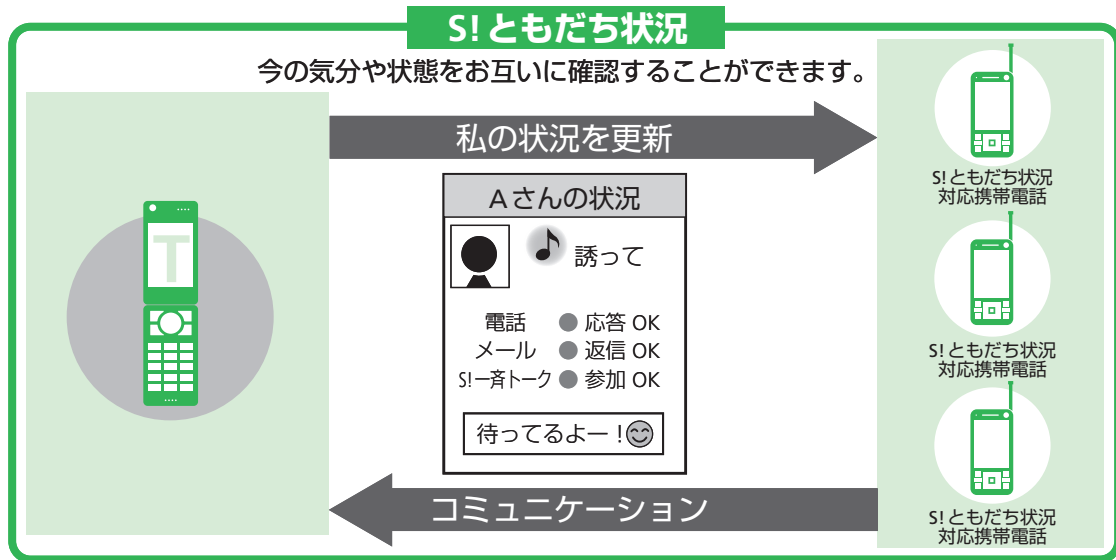 S!ともだち状況
今の気分や状態をお互いに確認することができます。
私の状況を更新
Aさんの状況
誘って
電話 ● 応答 OK
メール ● 返信 OK
S!一斉トーク ● 参加 OK
待ってるよー!😊
コミュニケーション
T
S!ともだち状況
対応携帯電話
S!ともだち状況
対応携帯電話
S!ともだち状況
対応携帯電話